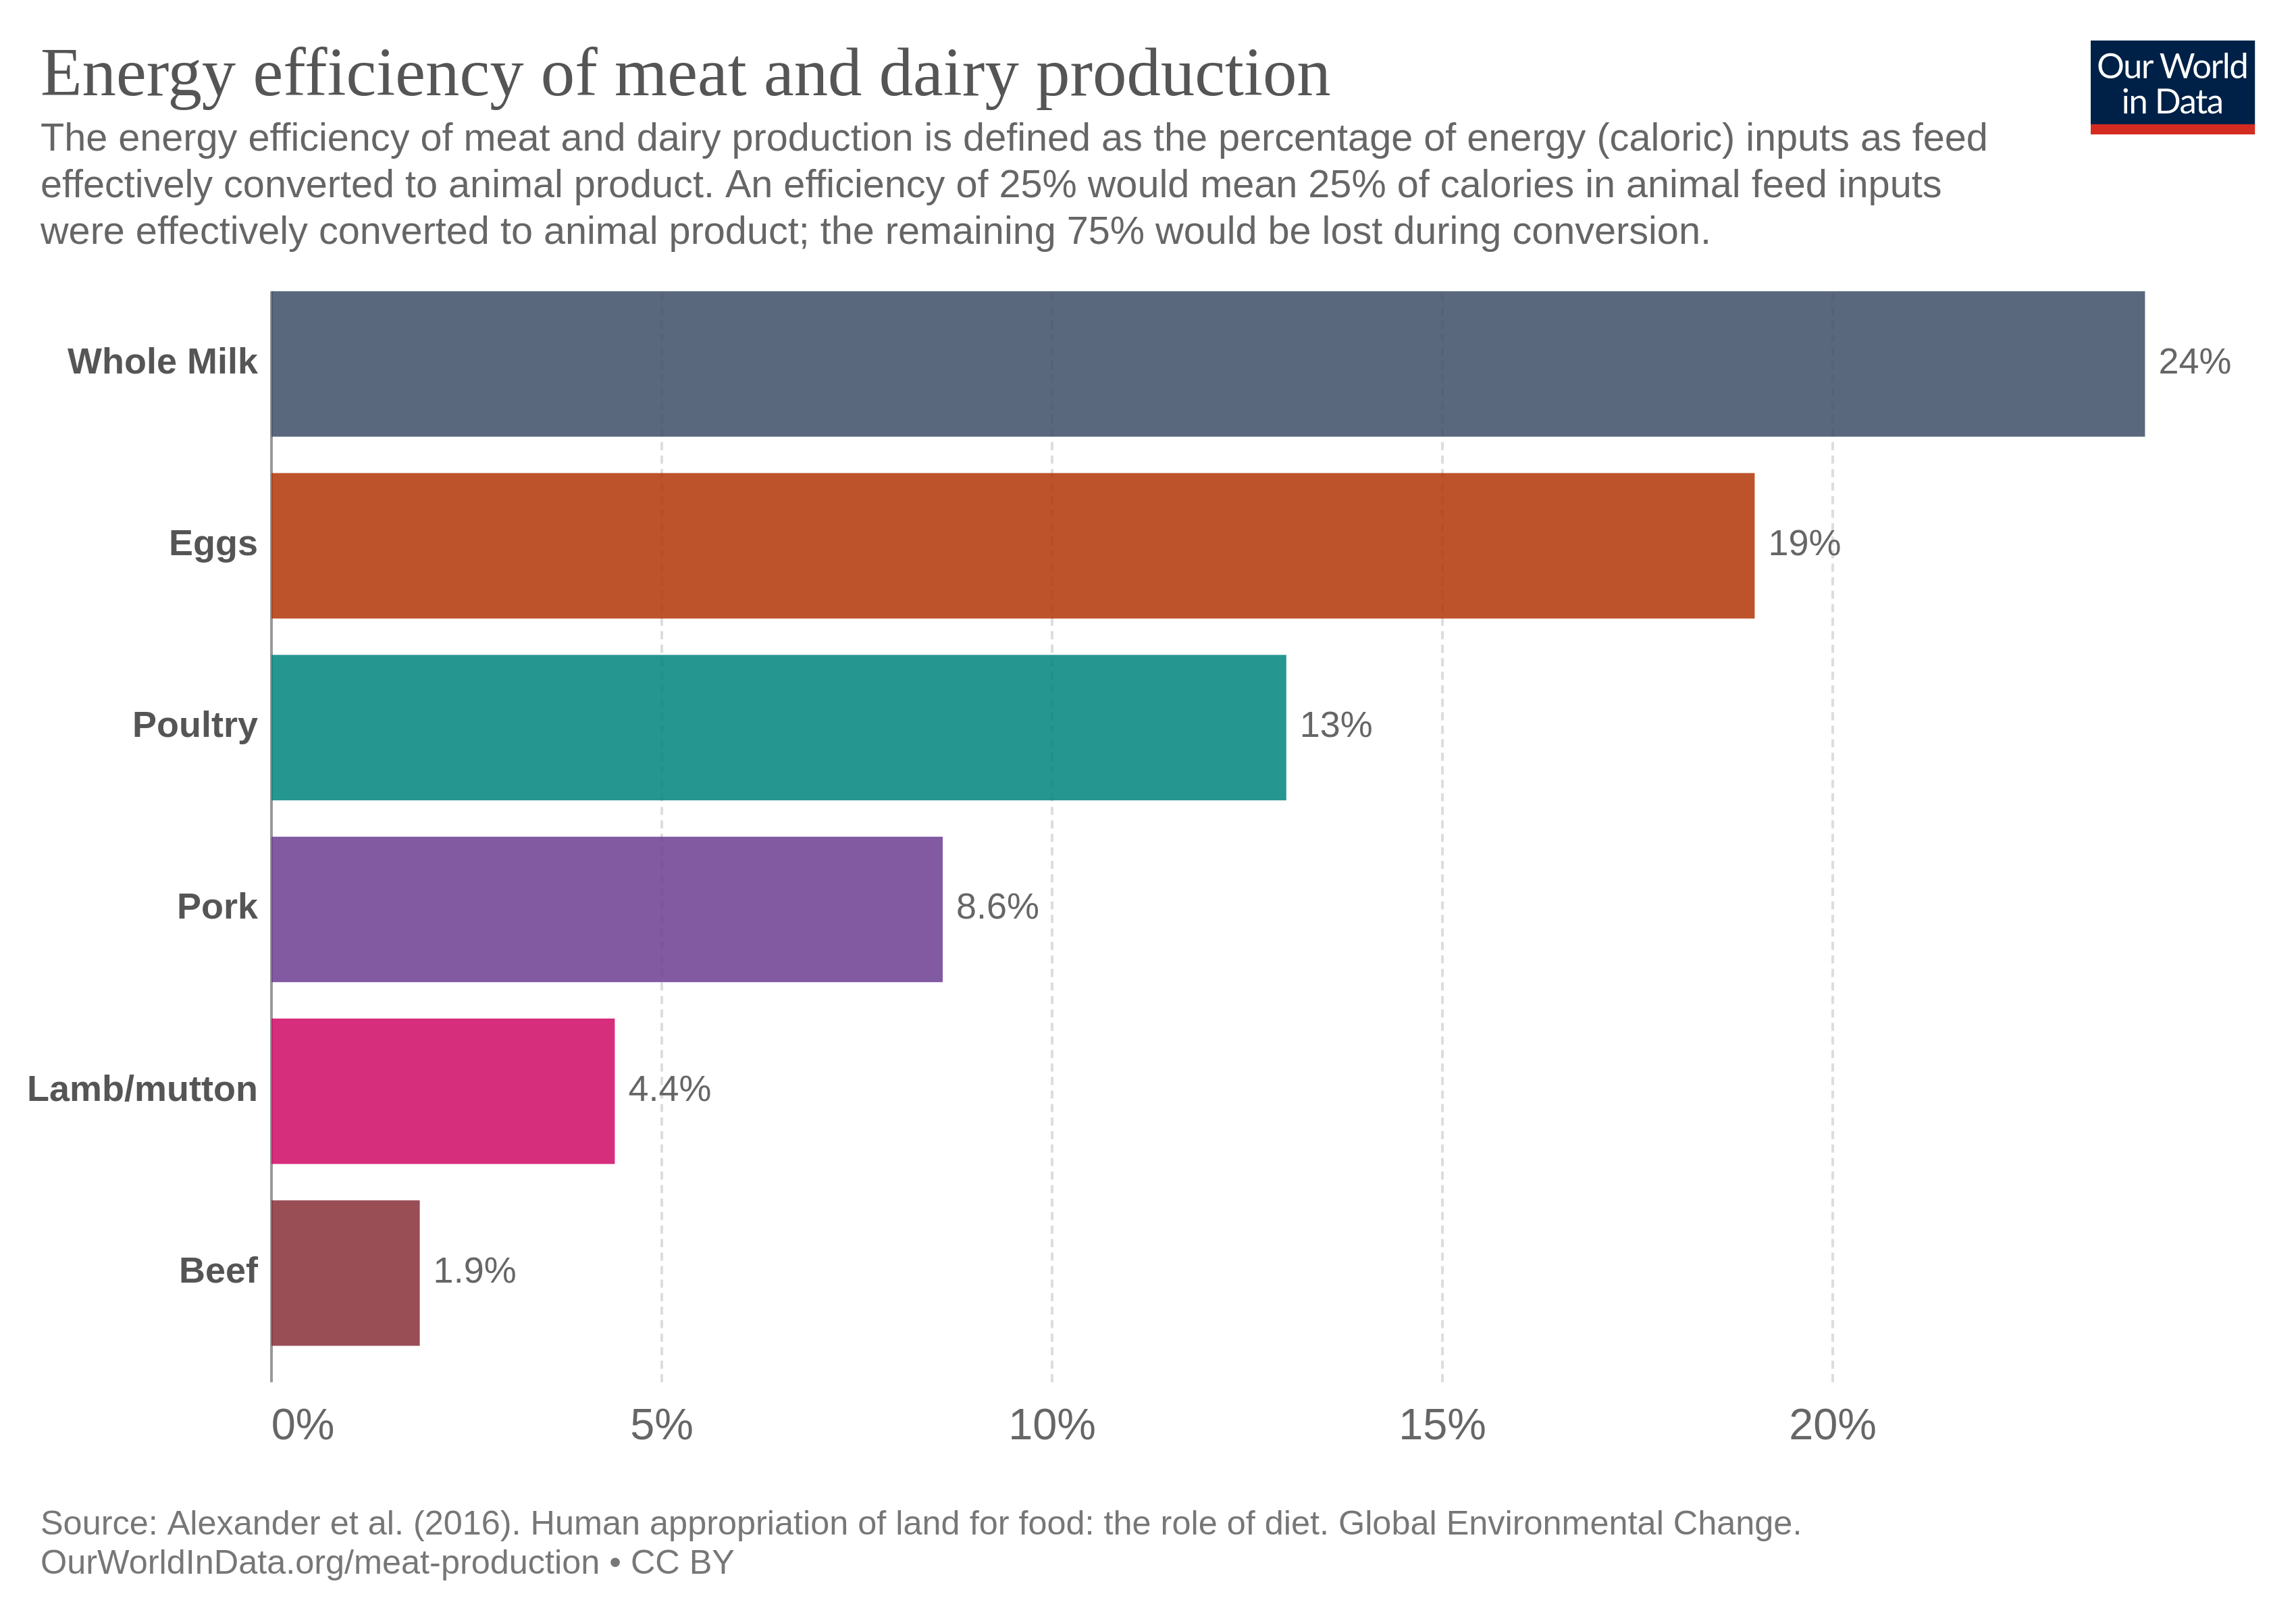 Energy efficiency of meat and dairy production
Our World
in Data
The energy efficiency of meat and dairy production is defined as the percentage of energy (caloric) inputs as feed
effectively converted to animal product. An efficiency of 25% would mean 25% of calories in animal feed inputs
were effectively converted to animal product; the remaining 75% would be lost during conversion.
Whole Milk 24%
Eggs 19%
Poultry 13%
Pork 8.6%
Lamb/mutton 4.4%
Beef 1.9%
0% 5% 10% 15% 20%
Source: Alexander et al. (2016). Human appropriation of land for food: the role of diet. Global Environmental Change.
OurWorldInData.org/meat-production • CC BY